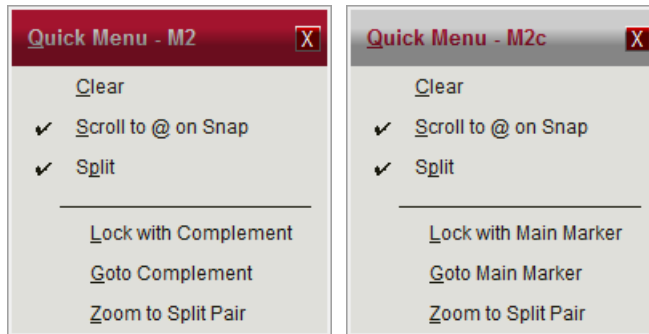 Quick Menu - M2
X
Clear
✔ Scroll to @ on Snap
✔ Split
Lock with Complement
Goto Complement
Zoom to Split Pair
Quick Menu - M2c
X
Clear
✔ Scroll to @ on Snap
✔ Split
Lock with Main Marker
Goto Main Marker
Zoom to Split Pair